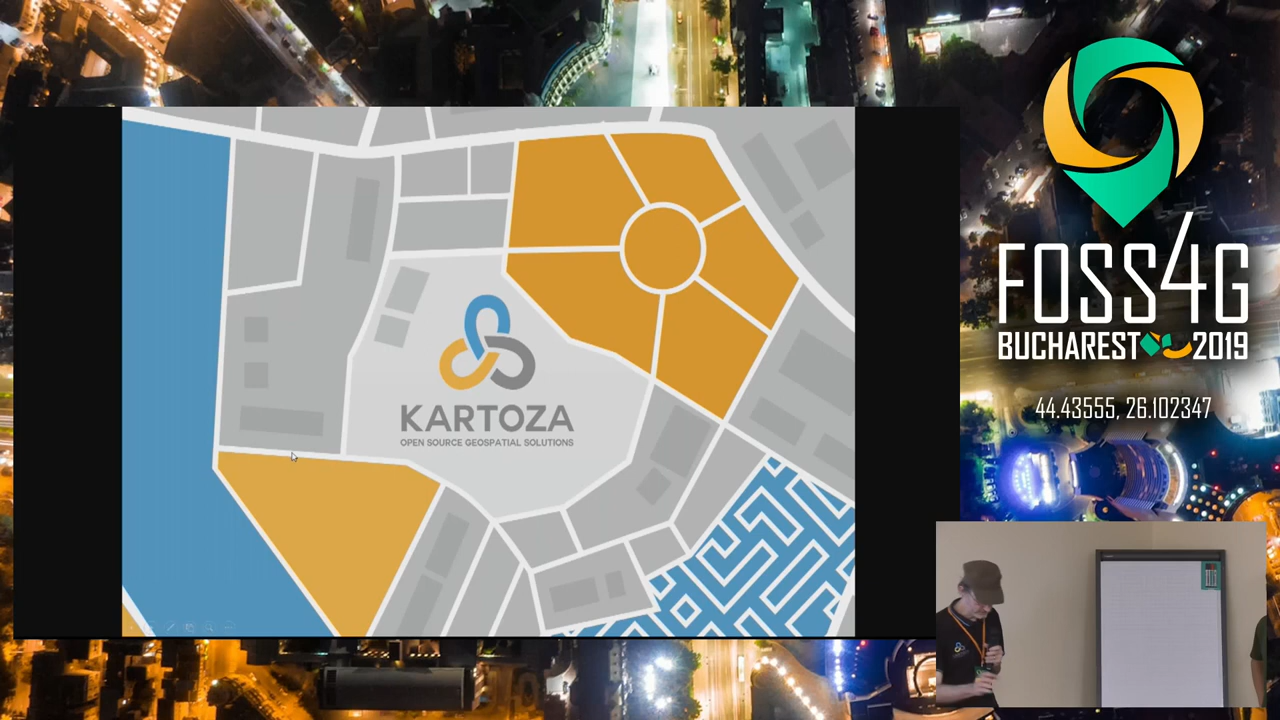 KARTOZA
OPEN SOURCE GEOSPATIAL SOLUTIONS
FOSS4G
BUCHAREST 2019
44.43555, 26.102347